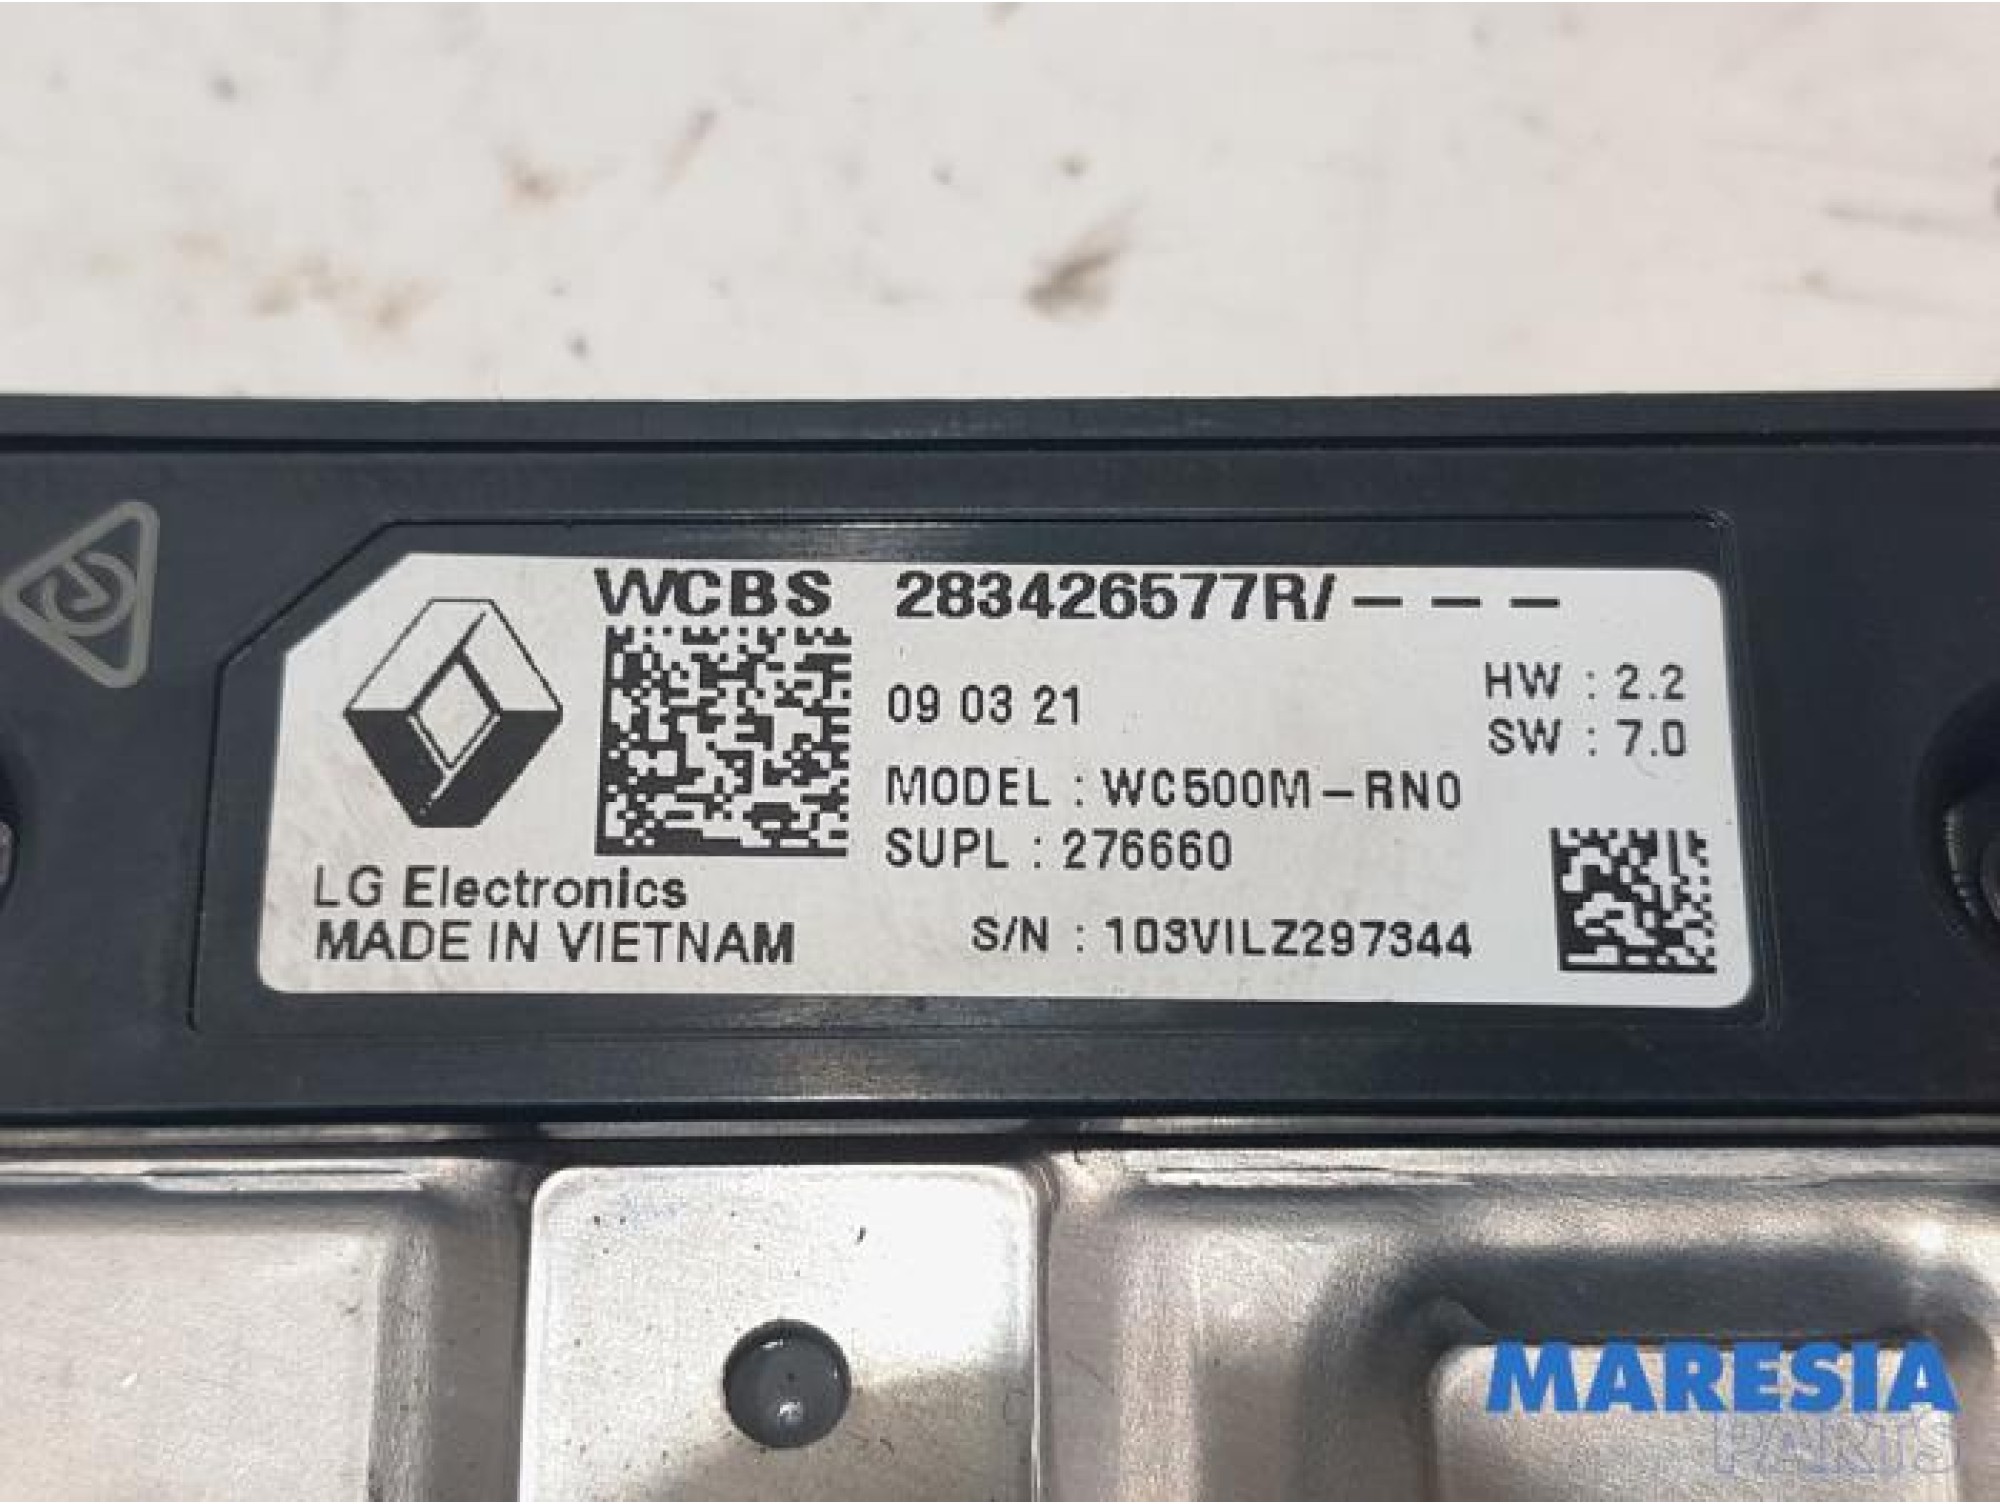 WCBS 283426577R/– – –
09 03 21
HW : 2.2
SW : 7.0
MODEL : WC500M–RN0
SUPL : 276660
LG Electronics
MADE IN VIETNAM
S/N : 103VILZ297344
MARESIA
PARTS